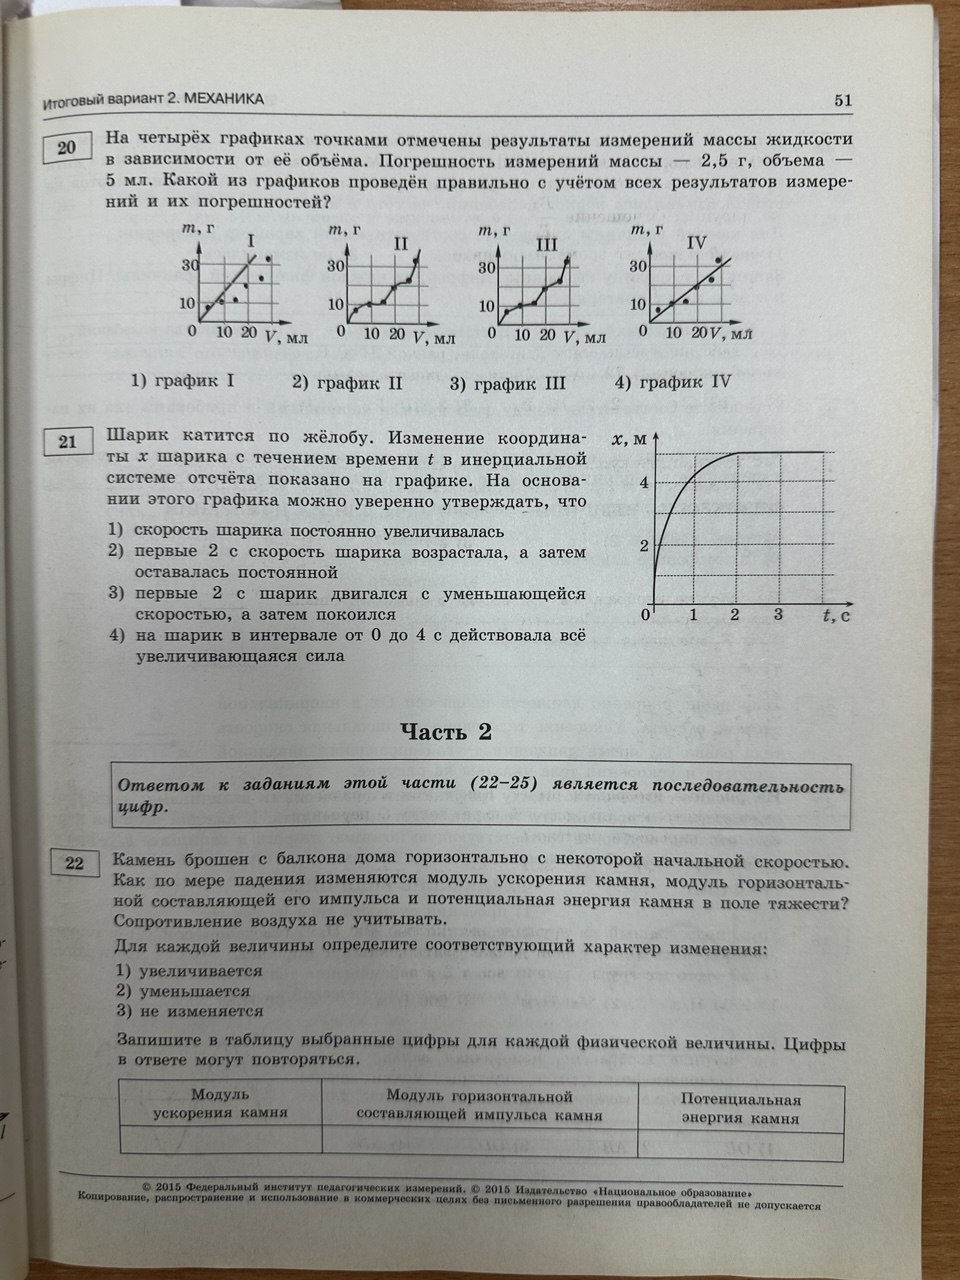 Итоговый вариант 2. МЕХАНИКА
51
20
На четырёх графиках точками отмечены результаты измерений массы жидкости
в зависимости от её объёма. Погрешность измерений массы — 2,5 г, объема —
5 мл. Какой из графиков проведён правильно с учётом всех результатов измере-
ний и их погрешностей?
m, г
I
30
10
0
10
20
V, мл
m, г
II
30
10
0
10
20
V, мл
m, г
III
30
10
0
10
20
V, мл
m, г
IV
30
10
0
10
20
V, мл
1) график I
2) график II
3) график III
4) график IV
21
Шарик катится по жёлобу. Изменение координа-
ты x шарика с течением времени t в инерциальной
системе отсчёта показано на графике. На основа-
нии этого графика можно уверенно утверждать, что
1) скорость шарика постоянно увеличивалась
2) первые 2 с скорость шарика возрастала, а затем
оставалась постоянной
3) первые 2 с шарик двигался с уменьшающейся
скоростью, а затем покоился
4) на шарик в интервале от 0 до 4 с действовала всё
увеличивающаяся сила
x, м
4
2
0
1
2
3
t, с
Часть 2
Ответом к заданиям этой части (22–25) является последовательность
цифр.
22
Камень брошен с балкона дома горизонтально с некоторой начальной скоростью.
Как по мере падения изменяются модуль ускорения камня, модуль горизонталь-
ной составляющей его импульса и потенциальная энергия камня в поле тяжести?
Сопротивление воздуха не учитывать.
Для каждой величины определите соответствующий характер изменения:
1) увеличивается
2) уменьшается
3) не изменяется
Запишите в таблицу выбранные цифры для каждой физической величины. Цифры
в ответе могут повторяться.
Модуль
ускорения камня
Модуль горизонтальной
составляющей импульса камня
Потенциальная
энергия камня
© 2015 Федеральный институт педагогических измерений. © 2015 Издательство «Национальное образование»
Копирование, распространение и использование в коммерческих целях без письменного разрешения правообладателей не допускается